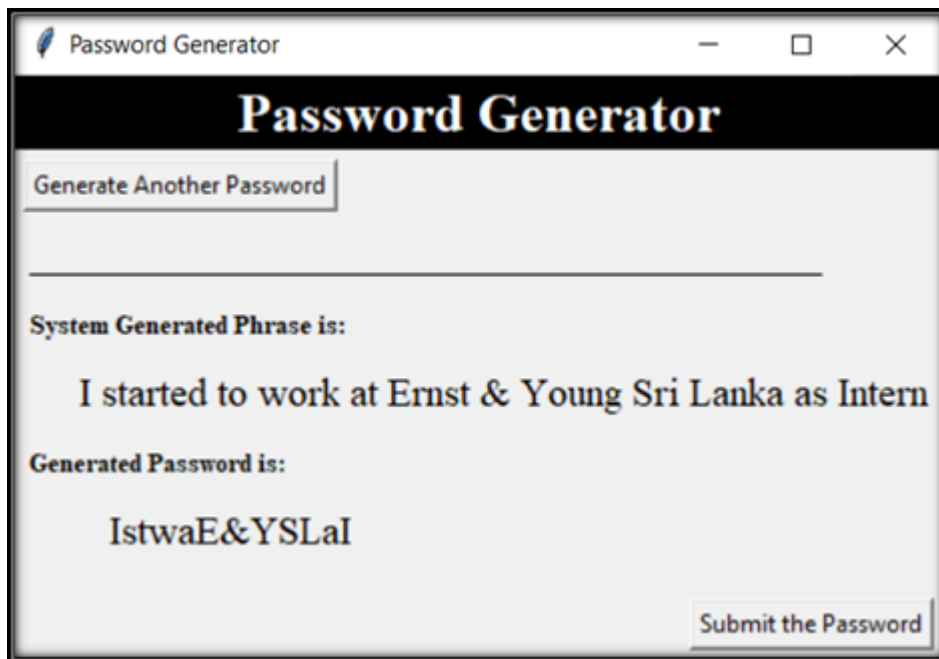 Password Generator
Password Generator
Generate Another Password
System Generated Phrase is:
I started to work at Ernst & Young Sri Lanka as Intern
Generated Password is:
IstwaE&YSLaI
Submit the Password